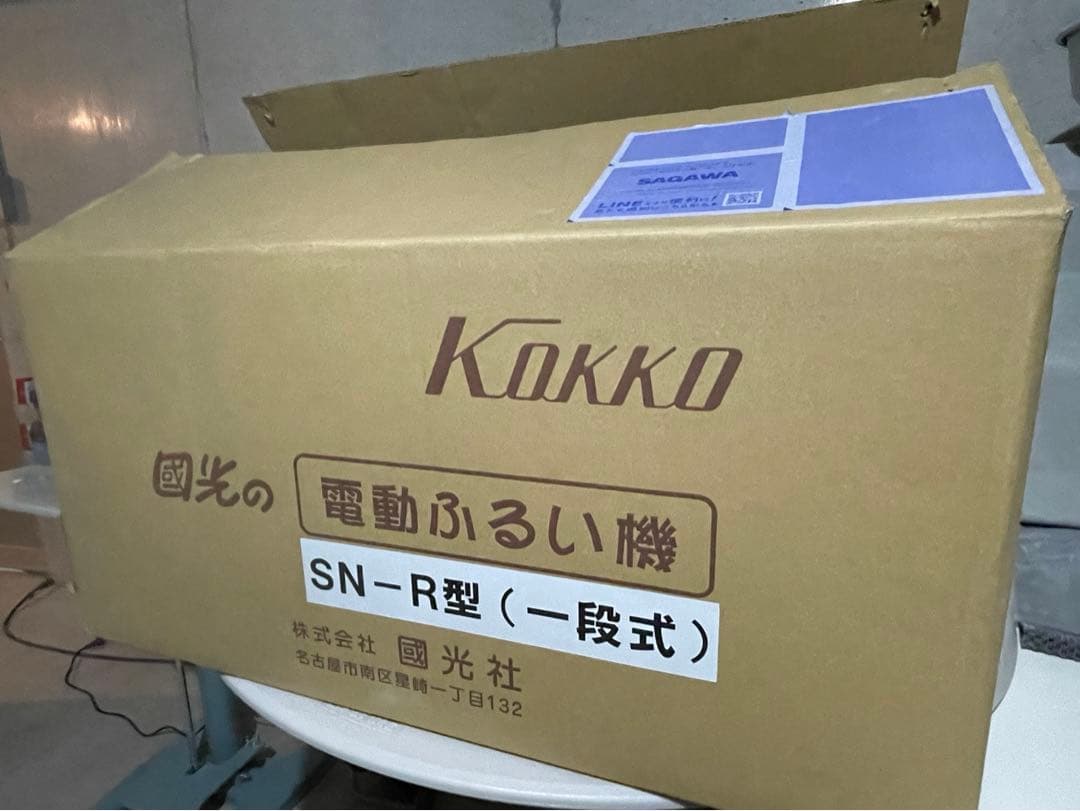 SAGAWA
KOKKO
國光の
電動ふるい機
SN-R型(一段式)
株式会社 國光社
名古屋市南区星崎一丁目132